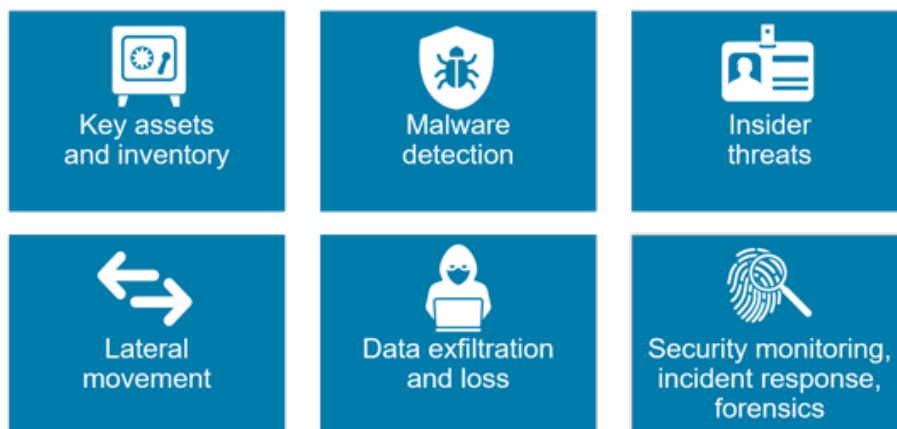 Key assets
and inventory
Malware
detection
Insider
threats
Lateral
movement
Data exfiltration
and loss
Security monitoring,
incident response,
forensics